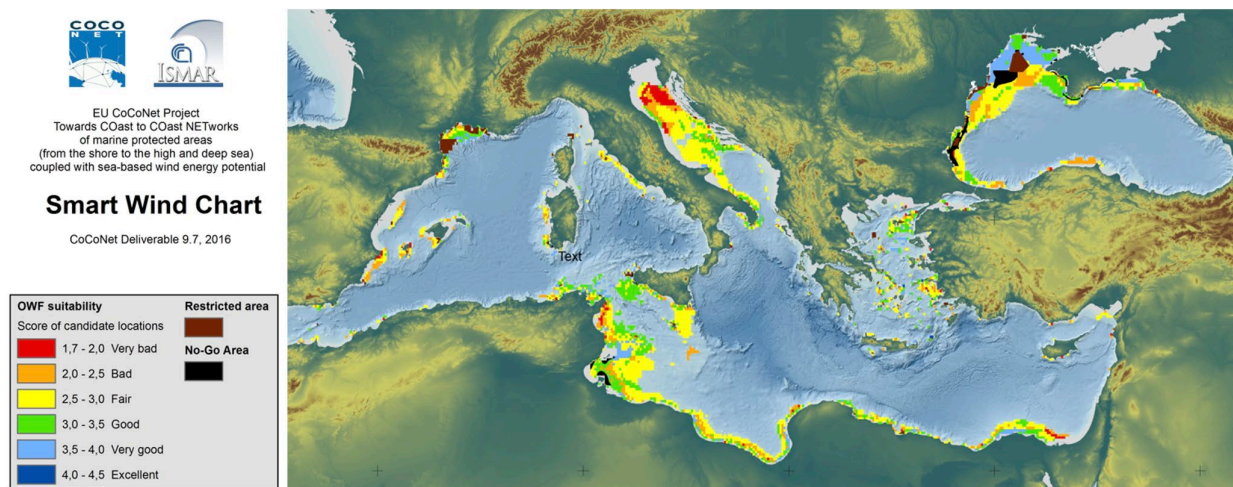 COCO
NET
ISMAR
EU CoCoNet Project
Towards COast to COast NETworks
of marine protected areas
(from the shore to the high and deep sea)
coupled with sea-based wind energy potential
Smart Wind Chart
CoCoNet Deliverable 9.7, 2016
OWF suitability
Score of candidate locations
1,7 - 2,0 Very bad
2,0 - 2,5 Bad
2,5 - 3,0 Fair
3,0 - 3,5 Good
3,5 - 4,0 Very good
4,0 - 4,5 Excellent
Restricted area
No-Go Area
Text